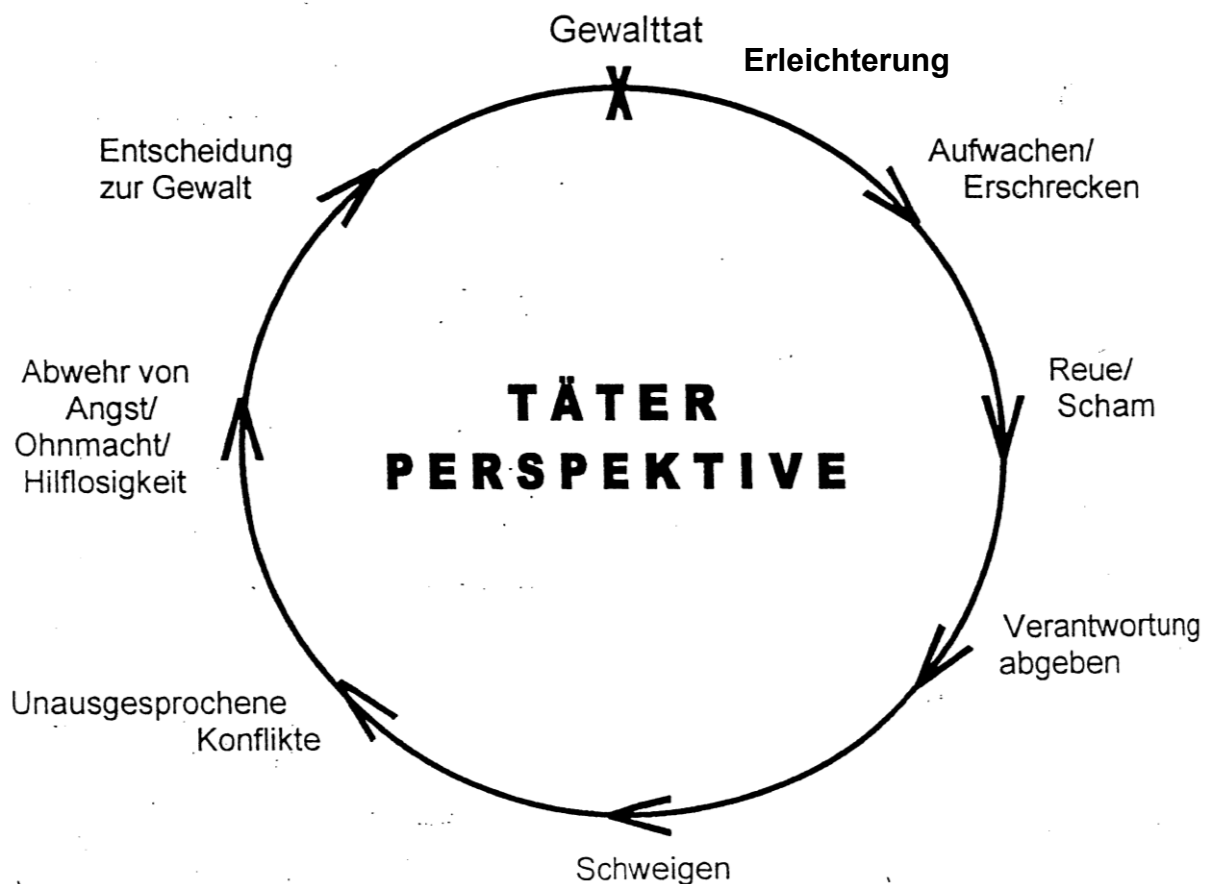 Gewalttat
Erleichterung
Aufwachen/
Erschrecken
Reue/
Scham
Verantwortung
abgeben
Schweigen
Unausgesprochene
Konflikte
Abwehr von
Angst/
Ohnmacht/
Hilflosigkeit
Entscheidung
zur Gewalt
TÄTER
PERSPEKTIVE